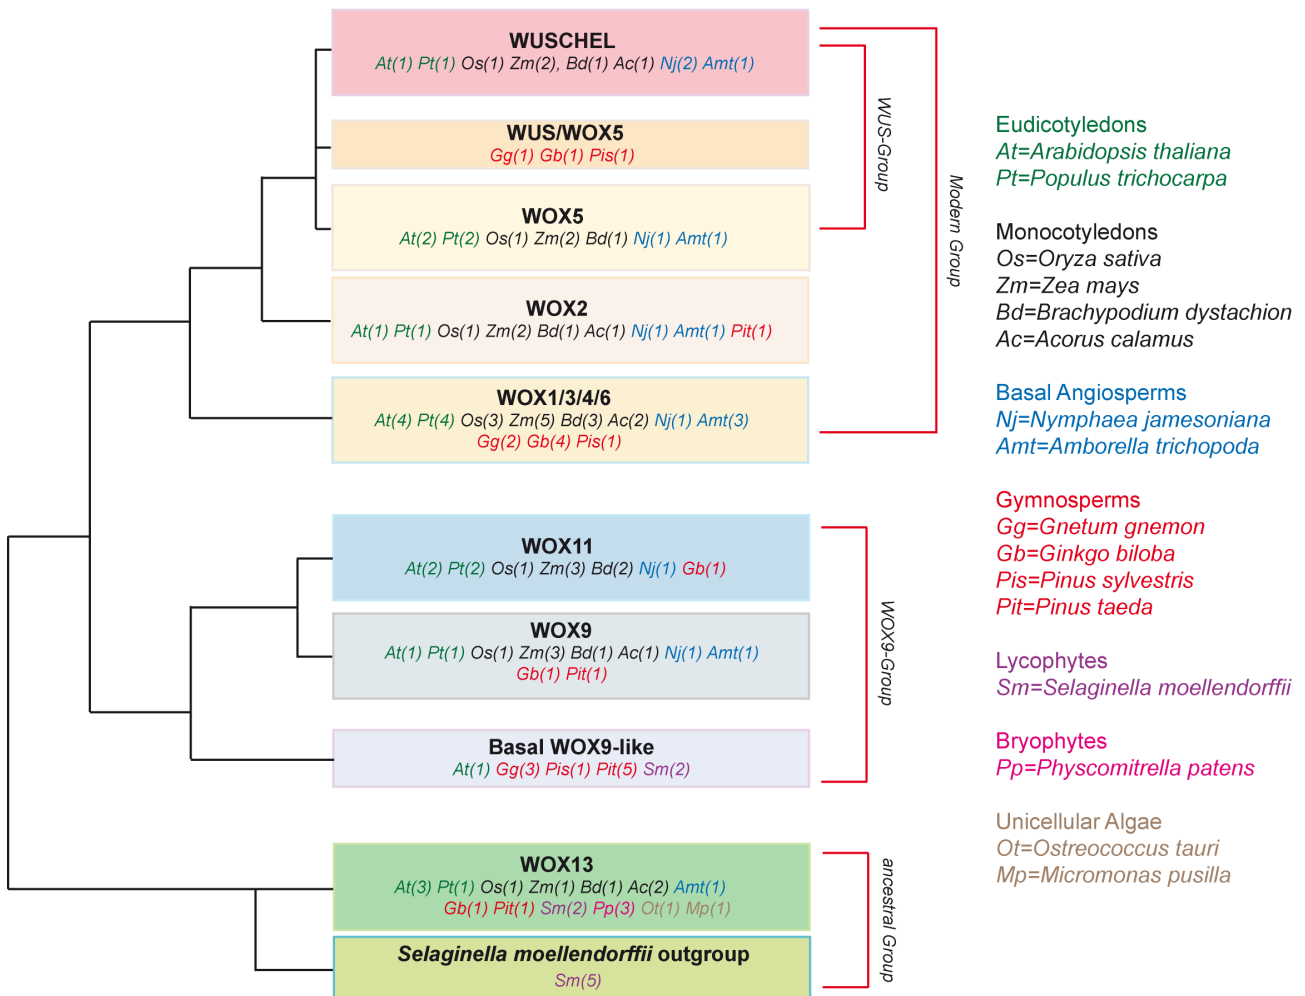 WUSCHEL
At(1) Pt(1) Os(1) Zm(2), Bd(1) Ac(1) Nj(2) Amt(1)
WUS/WOX5
Gg(1) Gb(1) Pis(1)
WOX5
At(2) Pt(2) Os(1) Zm(2) Bd(1) Nj(1) Amt(1)
WOX2
At(1) Pt(1) Os(1) Zm(2) Bd(1) Ac(1) Nj(1) Amt(1) Pit(1)
WOX1/3/4/6
At(4) Pt(4) Os(3) Zm(5) Bd(3) Ac(2) Nj(1) Amt(3)
Gg(2) Gb(4) Pis(1)
WOX11
At(2) Pt(2) Os(1) Zm(3) Bd(2) Nj(1) Gb(1)
WOX9
At(1) Pt(1) Os(1) Zm(3) Bd(1) Ac(1) Nj(1) Amt(1)
Gb(1) Pit(1)
Basal WOX9-like
At(1) Gg(3) Pis(1) Pit(5) Sm(2)
WOX13
At(3) Pt(1) Os(1) Zm(1) Bd(1) Ac(2) Amt(1)
Gb(1) Pit(1) Sm(2) Pp(3) Ot(1) Mp(1)
Selaginella moellendorffii outgroup
Sm(5)
WUS-Group
Modern Group
WOX9-Group
ancestral Group
Eudicotyledons
At=Arabidopsis thaliana
Pt=Populus trichocarpa
Monocotyledons
Os=Oryza sativa
Zm=Zea mays
Bd=Brachypodium dystachion
Ac=Acorus calamus
Basal Angiosperms
Nj=Nymphaea jamesoniana
Amt=Amborella trichopoda
Gymnosperms
Gg=Gnetum gnemon
Gb=Ginkgo biloba
Pis=Pinus sylvestris
Pit=Pinus taeda
Lycophytes
Sm=Selaginella moellendorffii
Bryophytes
Pp=Physcomitrella patens
Unicellular Algae
Ot=Ostreococcus tauri
Mp=Micromonas pusilla